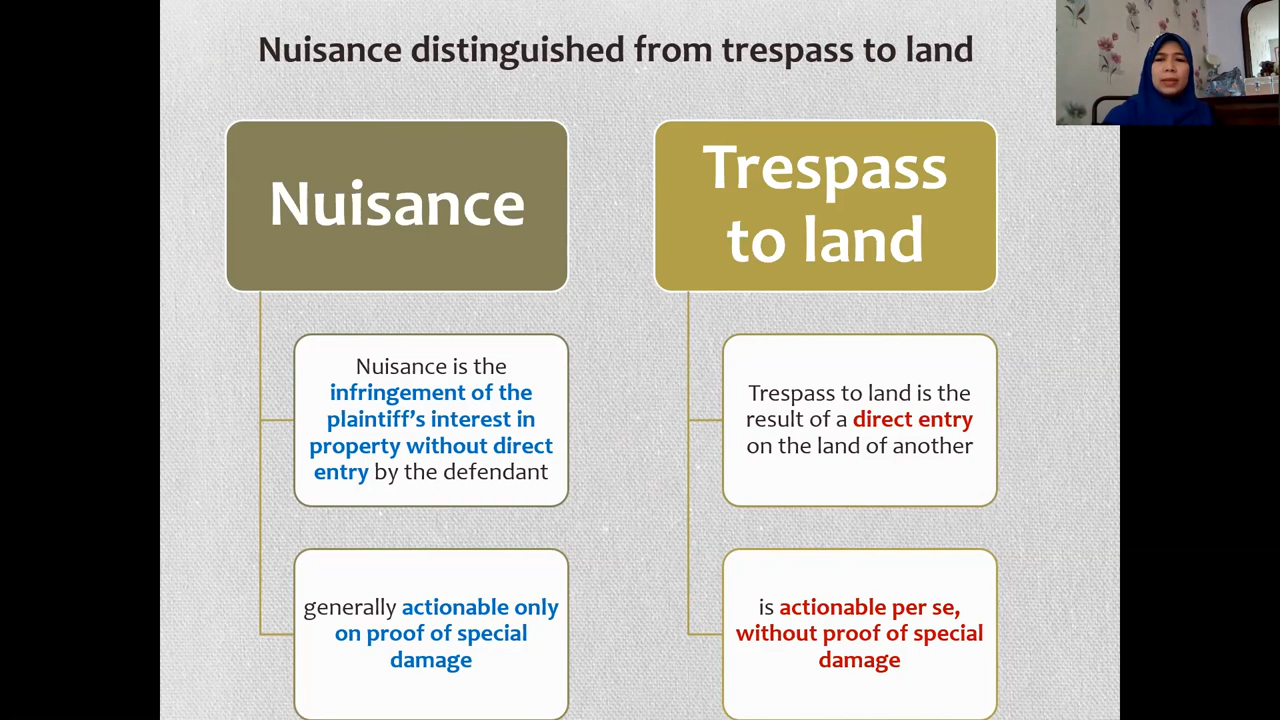 Nuisance distinguished from trespass to land
Nuisance
Nuisance is the
infringement of the
plaintiff’s interest in
property without direct
entry by the defendant
generally actionable only
on proof of special
damage
Trespass
to land
Trespass to land is the
result of a direct entry
on the land of another
is actionable per se,
without proof of special
damage